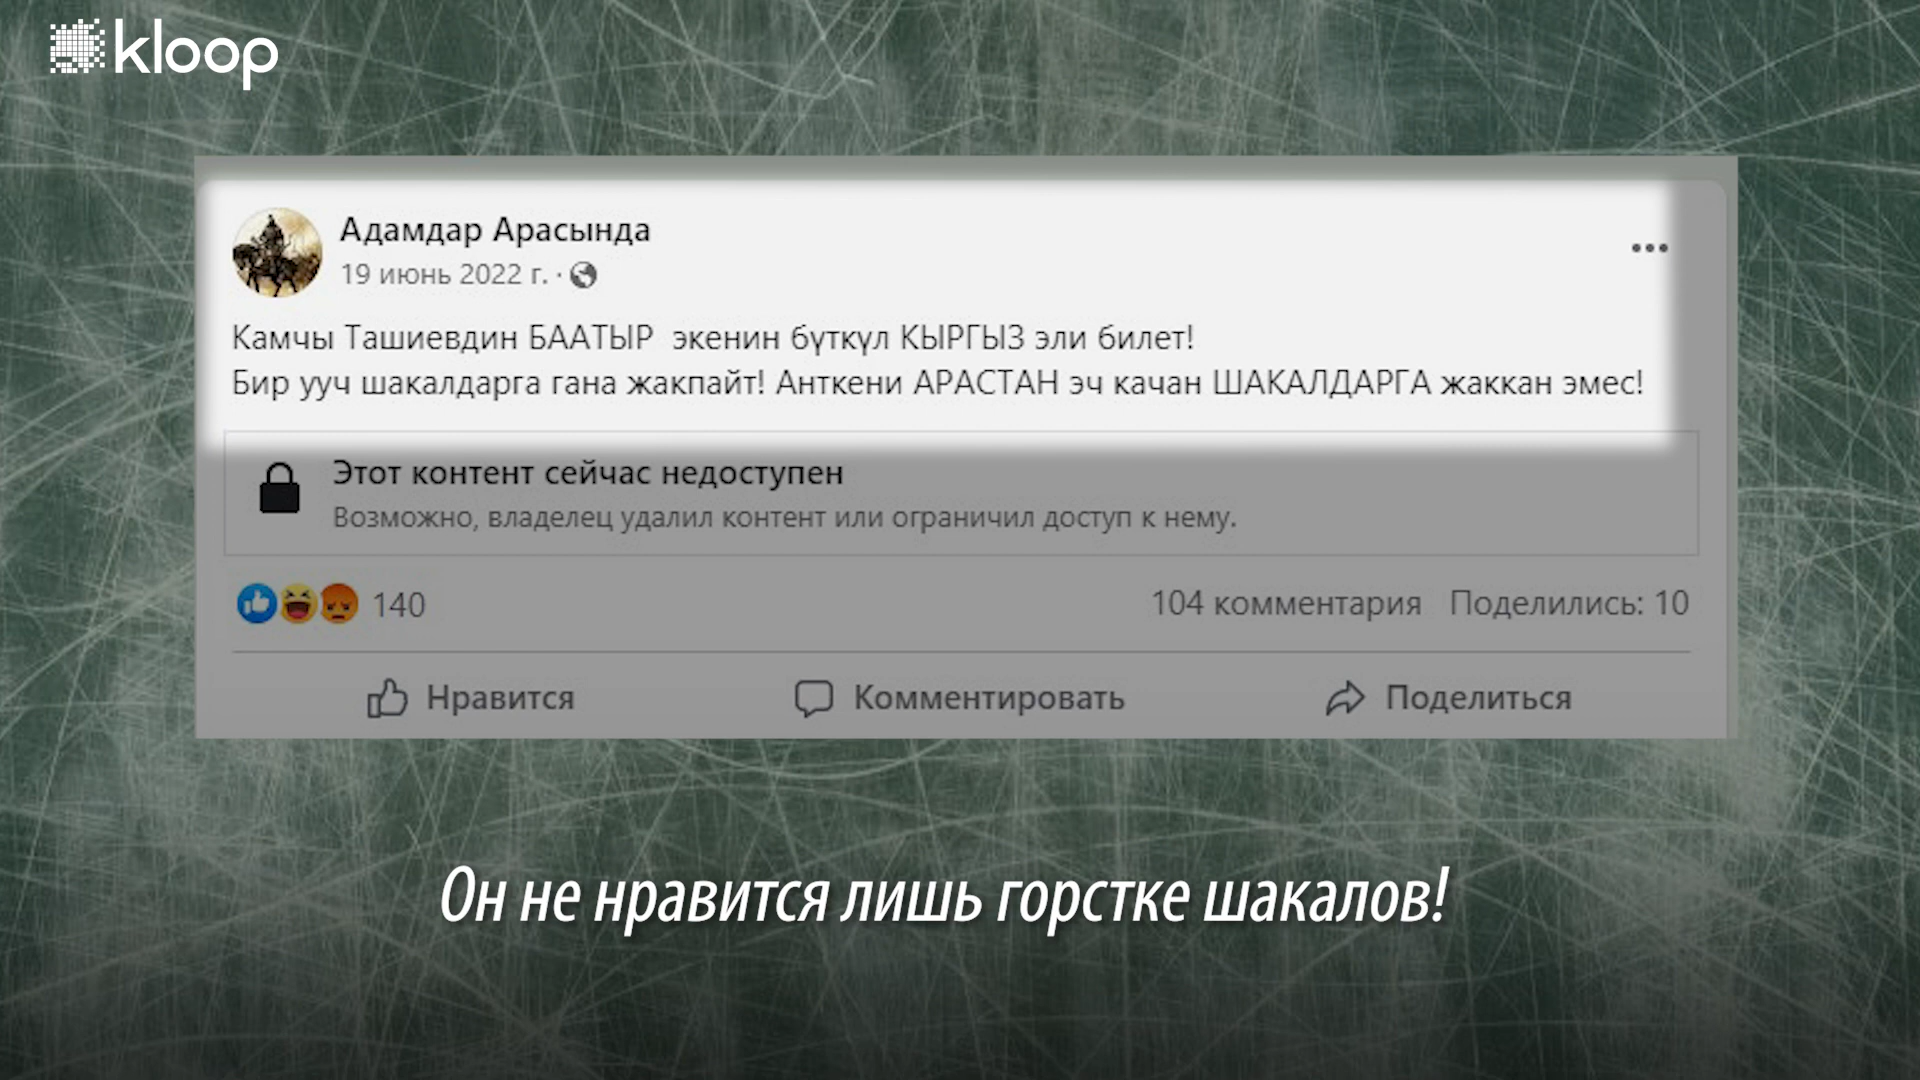 kloop
Адамдар Арасында
19 июнь 2022 г. ·
Камчы Ташиевдин БААТЫР экенин бүткүл КЫРГЫЗ эли билет!
Бир ууч шакалдарга гана жакпайт! Анткени АРАСТАН эч качан ШАКАЛДАРГА жаккан эмес!
Этот контент сейчас недоступен
Возможно, владелец удалил контент или ограничил доступ к нему.
140 104 комментария Поделились: 10
Нравится Комментировать Поделиться
Он не нравится лишь горстке шакалов!